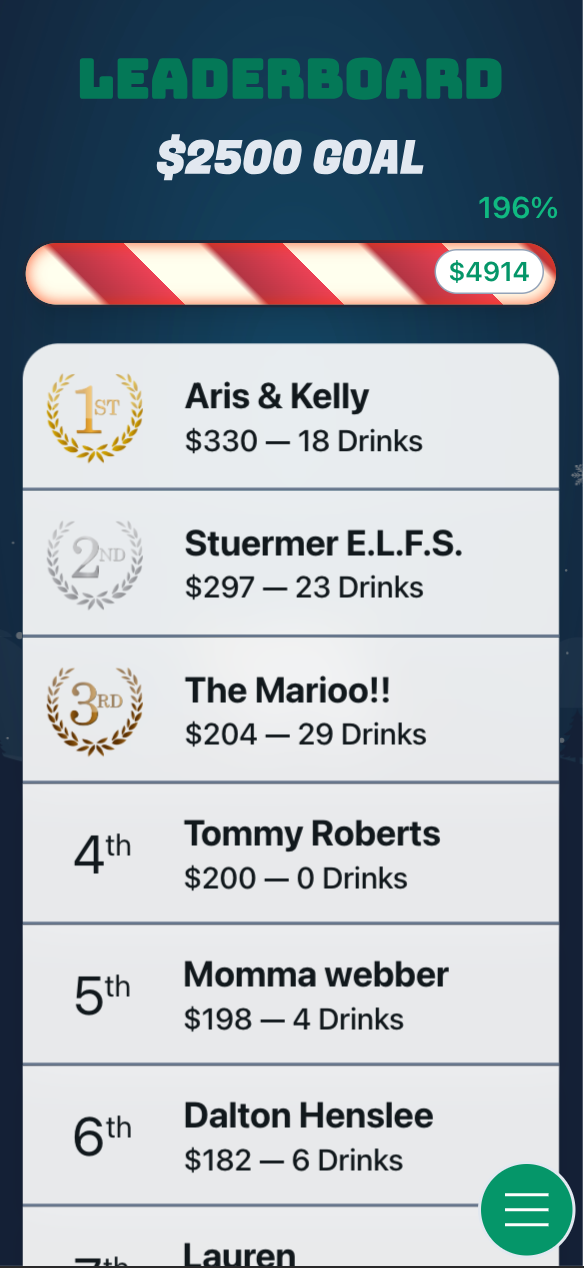 LEADERBOARD
$2500 GOAL
196%
$4914
1ST
Aris & Kelly
$330 — 18 Drinks
2ND
Stuermer E.L.F.S.
$297 — 23 Drinks
3RD
The Marioo!!
$204 — 29 Drinks
4th
Tommy Roberts
$200 — 0 Drinks
5th
Momma webber
$198 — 4 Drinks
6th
Dalton Henslee
$182 — 6 Drinks
7th
Lauren